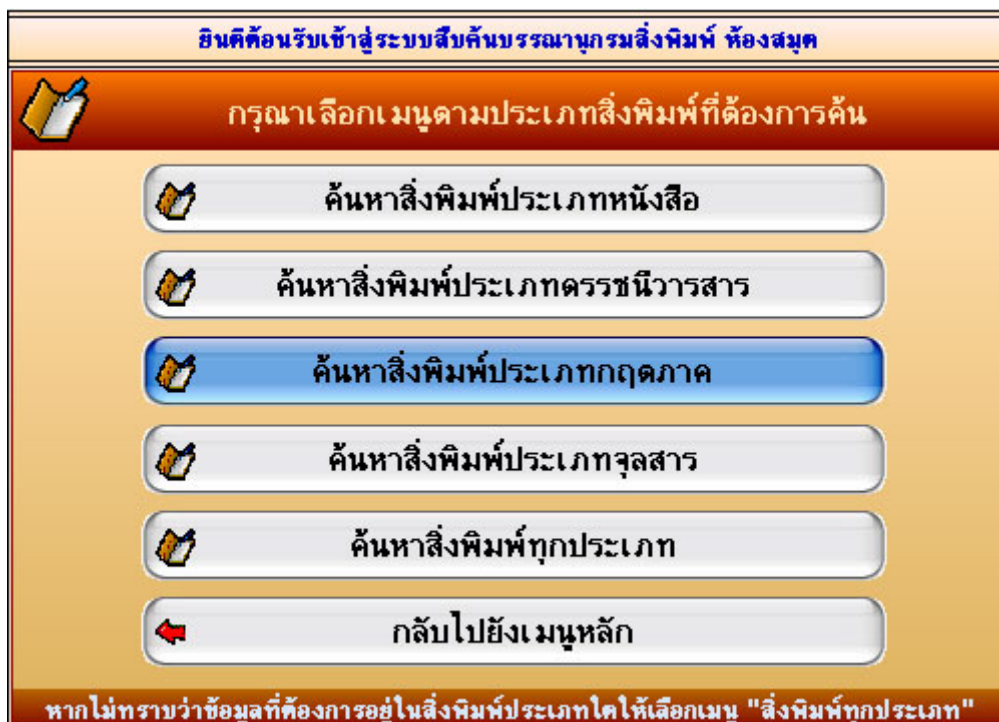 ยินดีต้อนรับเข้าสู่ระบบสืบค้นบรรณานุกรมสิ่งพิมพ์ ห้องสมุด
กรุณาเลือกเมนูตามประเภทสิ่งพิมพ์ที่ต้องการค้น
ค้นหาสิ่งพิมพ์ประเภทหนังสือ
ค้นหาสิ่งพิมพ์ประเภทดรรชนีวารสาร
ค้นหาสิ่งพิมพ์ประเภทกฤตภาค
ค้นหาสิ่งพิมพ์ประเภทจุลสาร
ค้นหาสิ่งพิมพ์ทุกประเภท
กลับไปยังเมนูหลัก
หากไม่ทราบว่าข้อมูลที่ต้องการอยู่ในสิ่งพิมพ์ประเภทใดให้เลือกเมนู "สิ่งพิมพ์ทุกประเภท"